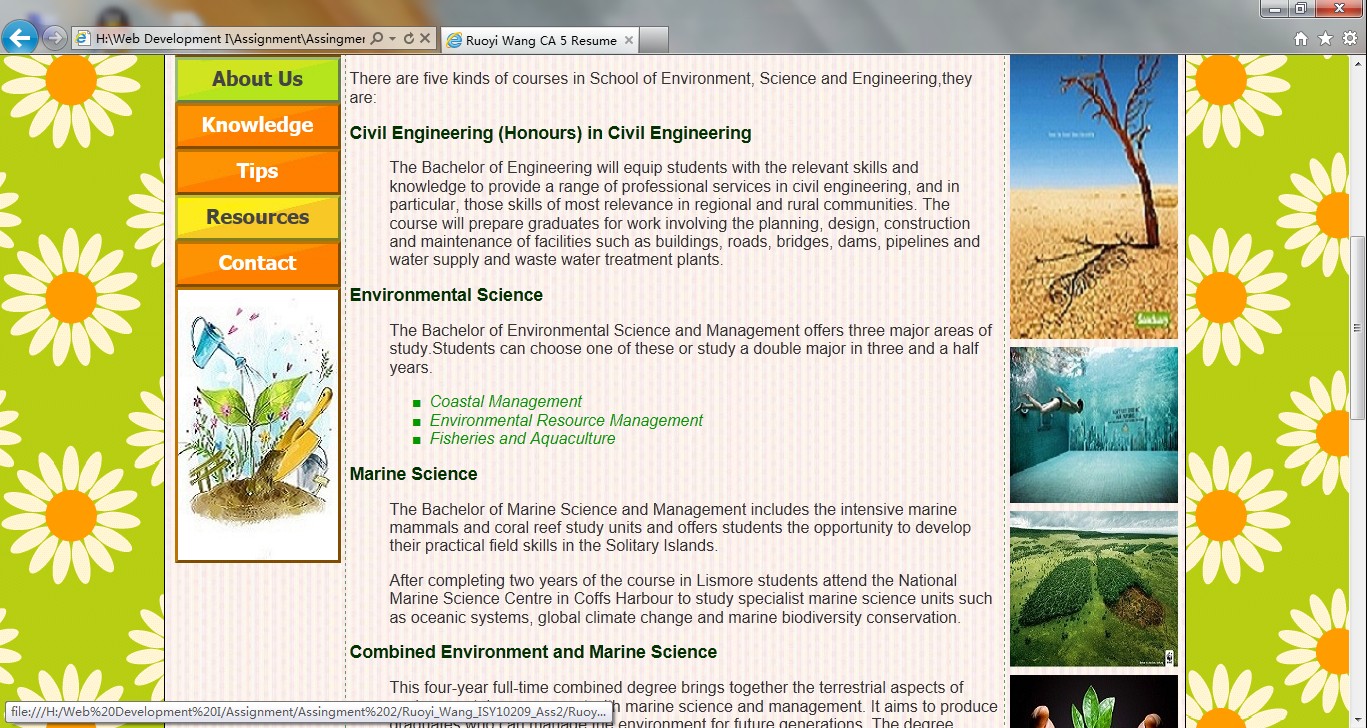 H:\Web Development I\Assignment\Assingmer
Ruoyi Wang CA 5 Resume
About Us
Knowledge
Tips
Resources
Contact
There are five kinds of courses in School of Environment, Science and Engineering,they
are:
Civil Engineering (Honours) in Civil Engineering
The Bachelor of Engineering will equip students with the relevant skills and
knowledge to provide a range of professional services in civil engineering, and in
particular, those skills of most relevance in regional and rural communities. The
course will prepare graduates for work involving the planning, design, construction
and maintenance of facilities such as buildings, roads, bridges, dams, pipelines and
water supply and waste water treatment plants.
Environmental Science
The Bachelor of Environmental Science and Management offers three major areas of
study.Students can choose one of these or study a double major in three and a half
years.
Coastal Management
Environmental Resource Management
Fisheries and Aquaculture
Marine Science
The Bachelor of Marine Science and Management includes the intensive marine
mammals and coral reef study units and offers students the opportunity to develop
their practical field skills in the Solitary Islands.
After completing two years of the course in Lismore students attend the National
Marine Science Centre in Coffs Harbour to study specialist marine science units such
as oceanic systems, global climate change and marine biodiversity conservation.
Combined Environment and Marine Science
This four-year full-time combined degree brings together the terrestrial aspects of
marine science and management. It aims to produce
graduates who can manage the environment for future generations. The degree
file:///H:/Web%20Development%20I/Assignment/Assingment%202/Ruoyi_Wang_ISY10209_Ass2/Ruoy...